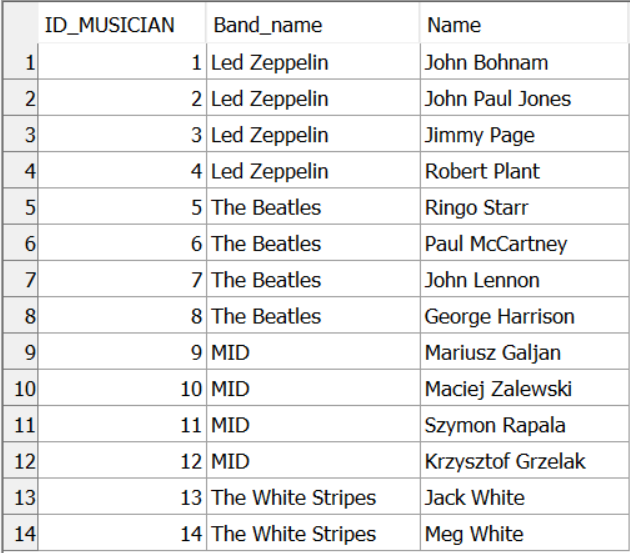 ID_MUSICIAN Band_name Name
1 1 Led Zeppelin John Bohnam
2 2 Led Zeppelin John Paul Jones
3 3 Led Zeppelin Jimmy Page
4 4 Led Zeppelin Robert Plant
5 5 The Beatles Ringo Starr
6 6 The Beatles Paul McCartney
7 7 The Beatles John Lennon
8 8 The Beatles George Harrison
9 9 MID Mariusz Galjan
10 10 MID Maciej Zalewski
11 11 MID Szymon Rapala
12 12 MID Krzysztof Grzelak
13 13 The White Stripes Jack White
14 14 The White Stripes Meg White